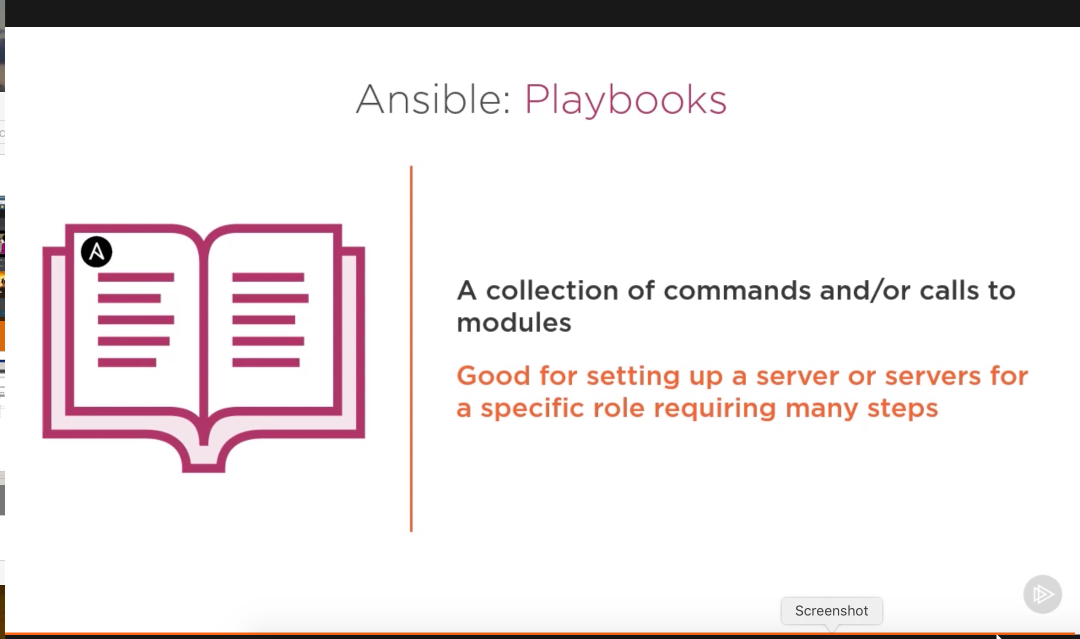 Ansible: Playbooks
A collection of commands and/or calls to
modules
Good for setting up a server or servers for
a specific role requiring many steps
Screenshot